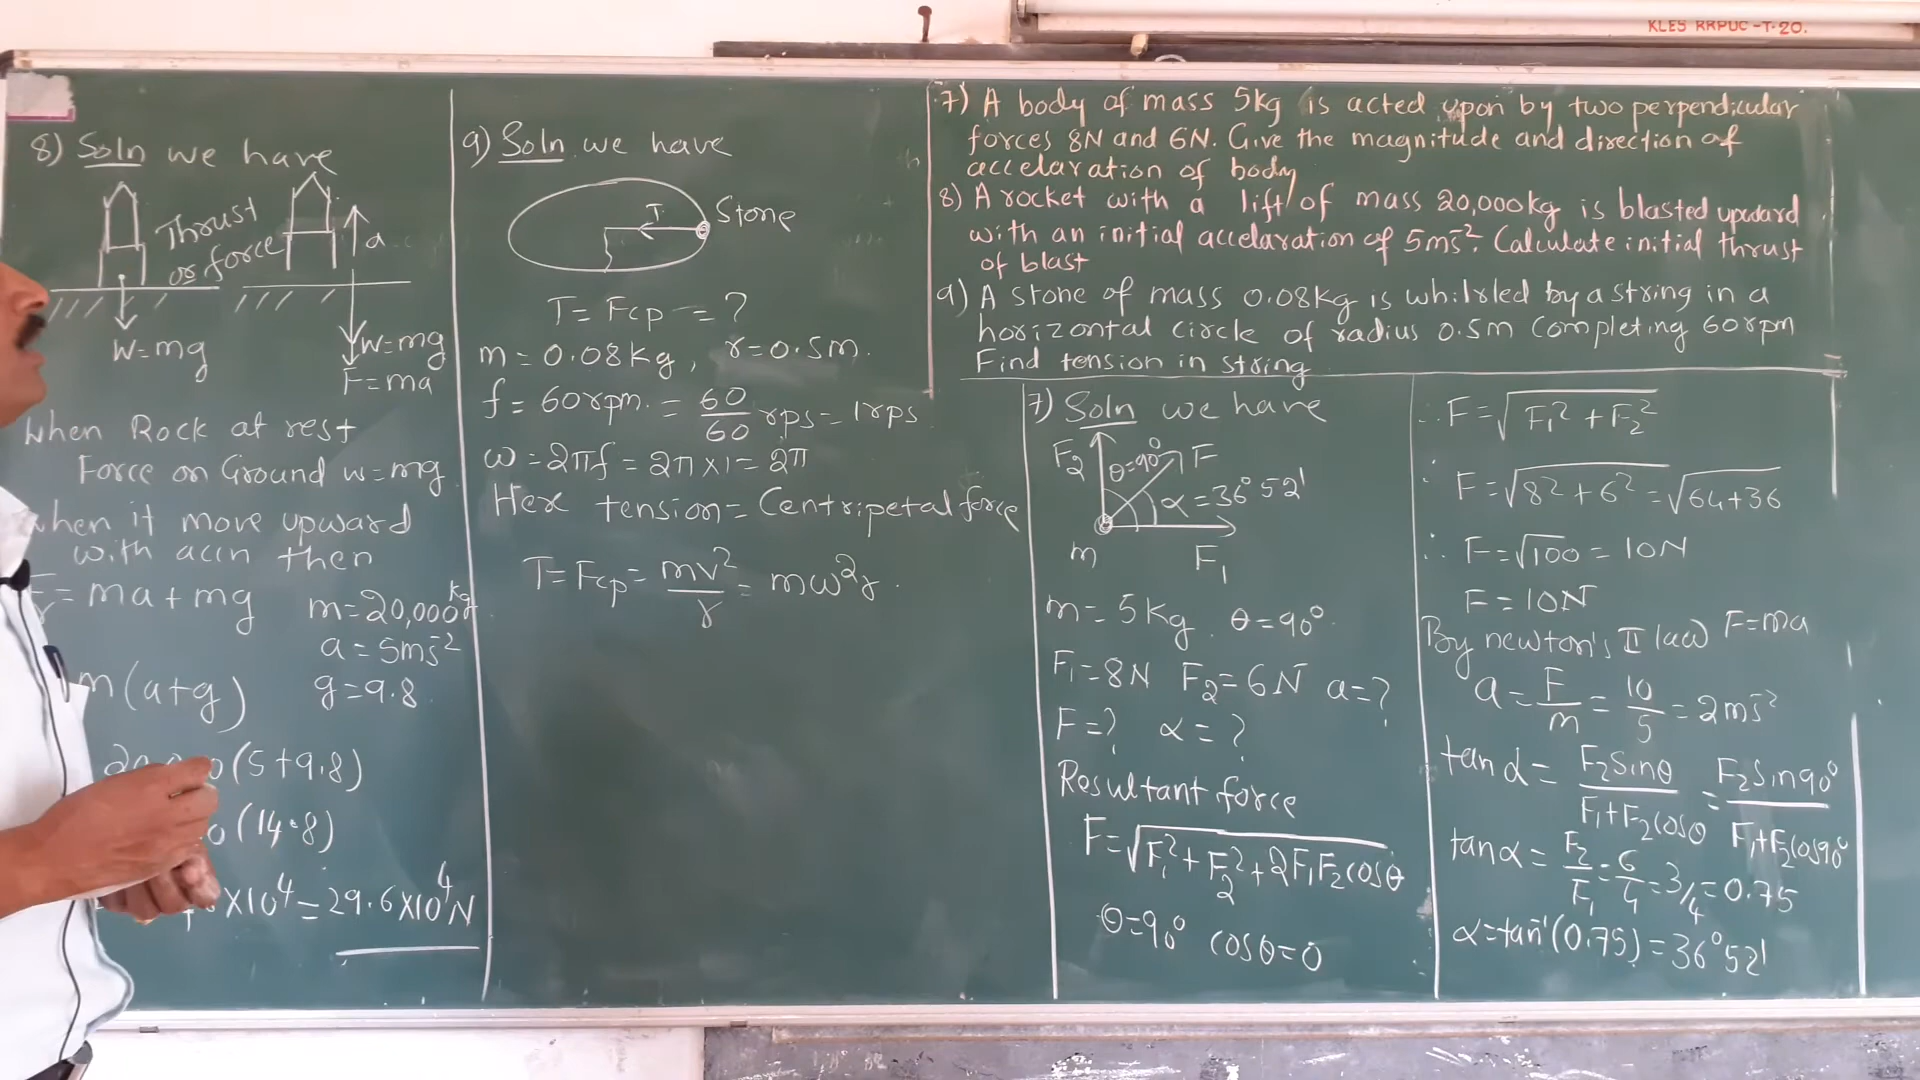 KLES RRPUC-T-20.
8) Soln we have
Thrust
or force
a
W=mg
W=mg
F=ma
When Rock at rest
Force on Ground w=mg
when it move upward
with accn then
F=ma+mg
m=20,000kg
a=5ms⁻²
m(a+g)
g=9.8
(5+9.8)
(14.8)
×10⁴=29.6×10⁴N
9) Soln we have
T
Stone
T=Fcp=?
m=0.08kg, r=0.5m.
f=60rpm.=60/60 rps=1rps
ω=2πf=2π×1=2π
Her tension=Centripetal force
T=Fcp=mv²/r=mω²r.
7) A body of mass 5kg is acted upon by two perpendicular
forces 8N and 6N. Give the magnitude and direction of
accelaration of body
8) A rocket with a lift of mass 20,000kg is blasted upward
with an initial accelaration of 5ms⁻². Calculate initial thrust
of blast
9) A stone of mass 0.08kg is whilrled by a string in a
horizontal circle of radius 0.5m completing 60rpm
Find tension in string
7) Soln we have
F₂ θ=90° F
α=36°52'
m F₁
m=5Kg. θ=90°
F₁=8N F₂=6N a=?
F=? α=?
Resultant force
F=√F₁²+F₂²+2F₁F₂cosθ
θ=90° cosθ=0
∴F=√F₁²+F₂²
∴F=√8²+6²=√64+36
∴F=√100=10N
F=10N
By newton's II law F=ma
a=F/m=10/5=2ms⁻²
tanα=F₂Sinθ/F₁+F₂cosθ=F₂Sin90°/F₁+F₂cos90°
tanα=F₂/F₁=6/4=3/4=0.75
α=tan⁻¹(0.75)=36°52'